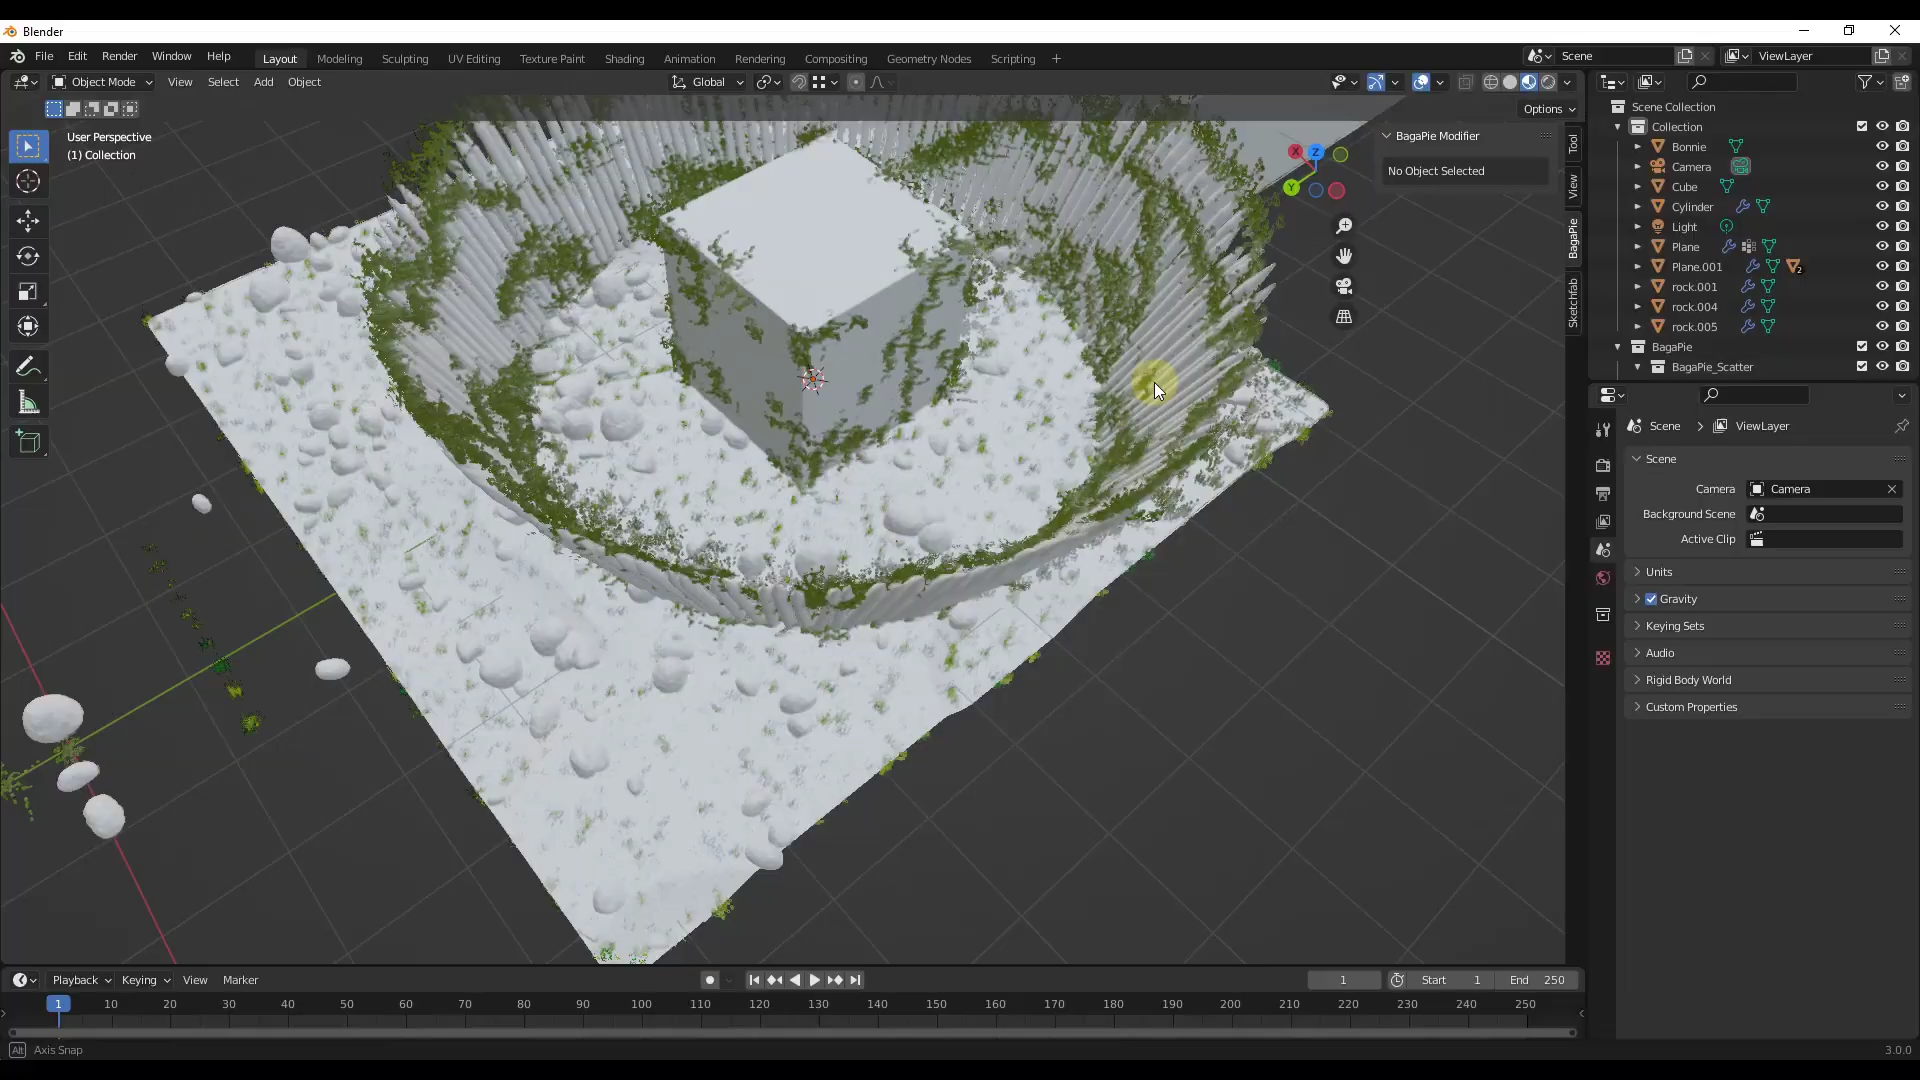 Blender
File Edit Render Window Help
Layout Modeling Sculpting UV Editing Texture Paint Shading Animation Rendering Compositing Geometry Nodes Scripting +
Scene
ViewLayer
Object Mode View Select Add Object
Global
Options
User Perspective
(1) Collection
BagaPie Modifier
No Object Selected
X
Z
Y
Tool
View
BagaPie
Sketchfab
Scene Collection
Collection
Bonnie
Camera
Cube
Cylinder
Light
Plane
Plane.001
2
rock.001
rock.004
rock.005
BagaPie
BagaPie_Scatter
Scene > ViewLayer
Scene
Camera Camera
Background Scene
Active Clip
Units
Gravity
Keying Sets
Audio
Rigid Body World
Custom Properties
Playback Keying View Marker
1
Start 1 End 250
1 10 20 30 40 50 60 70 80 90 100 110 120 130 140 150 160 170 180 190 200 210 220 230 240 250
Alt Axis Snap
3.0.0